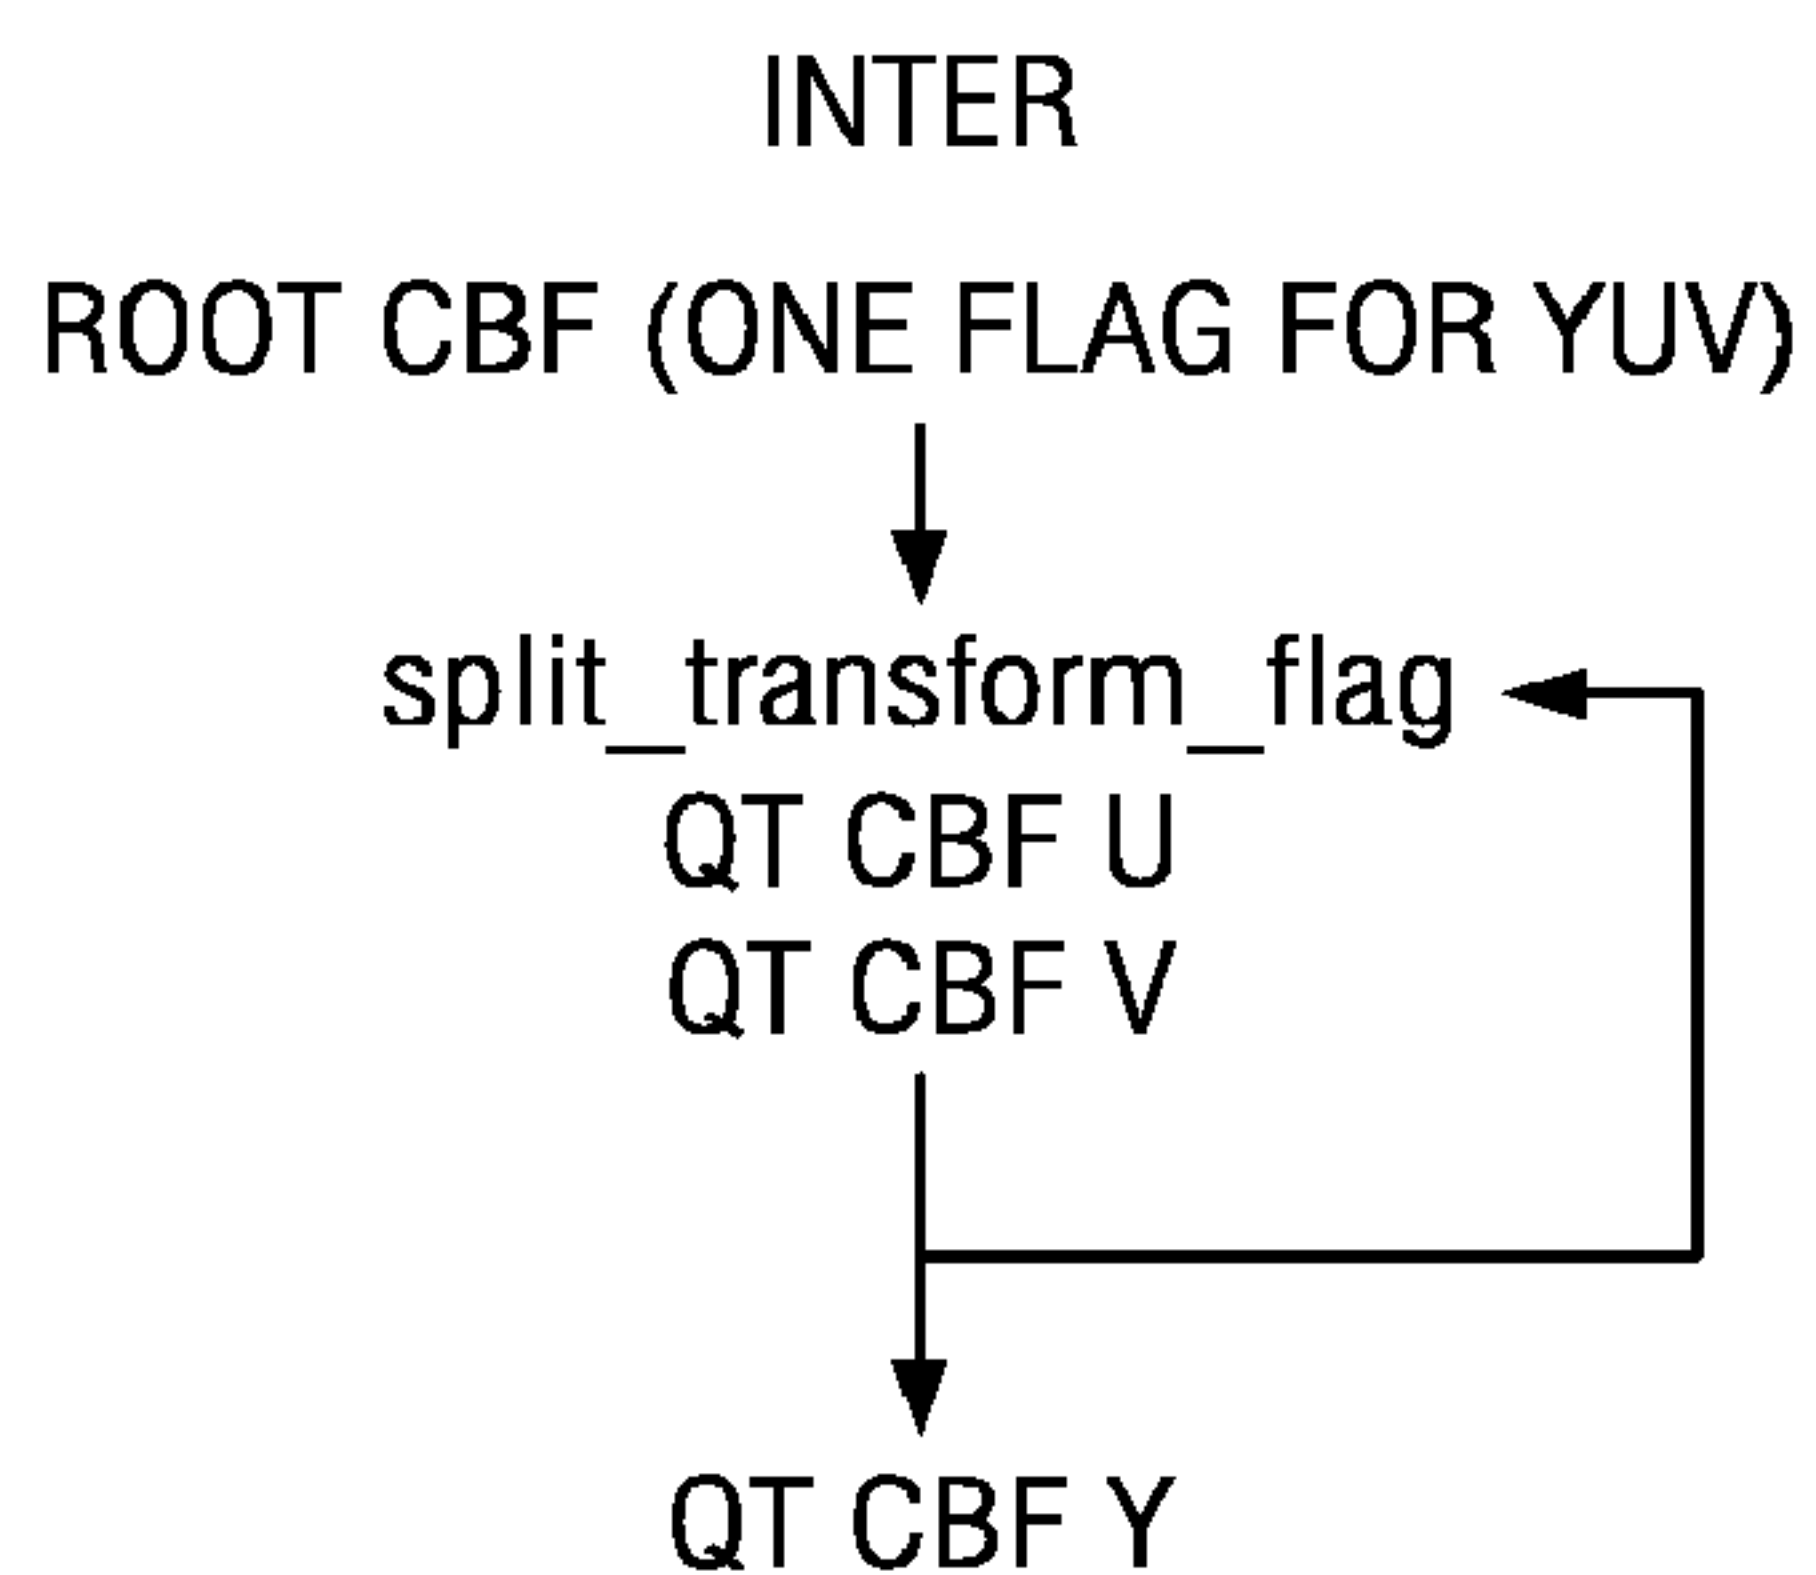 INTER
ROOT CBF (ONE FLAG FOR YUV)
split_transform_flag
QT CBF U
QT CBF V
QT CBF Y